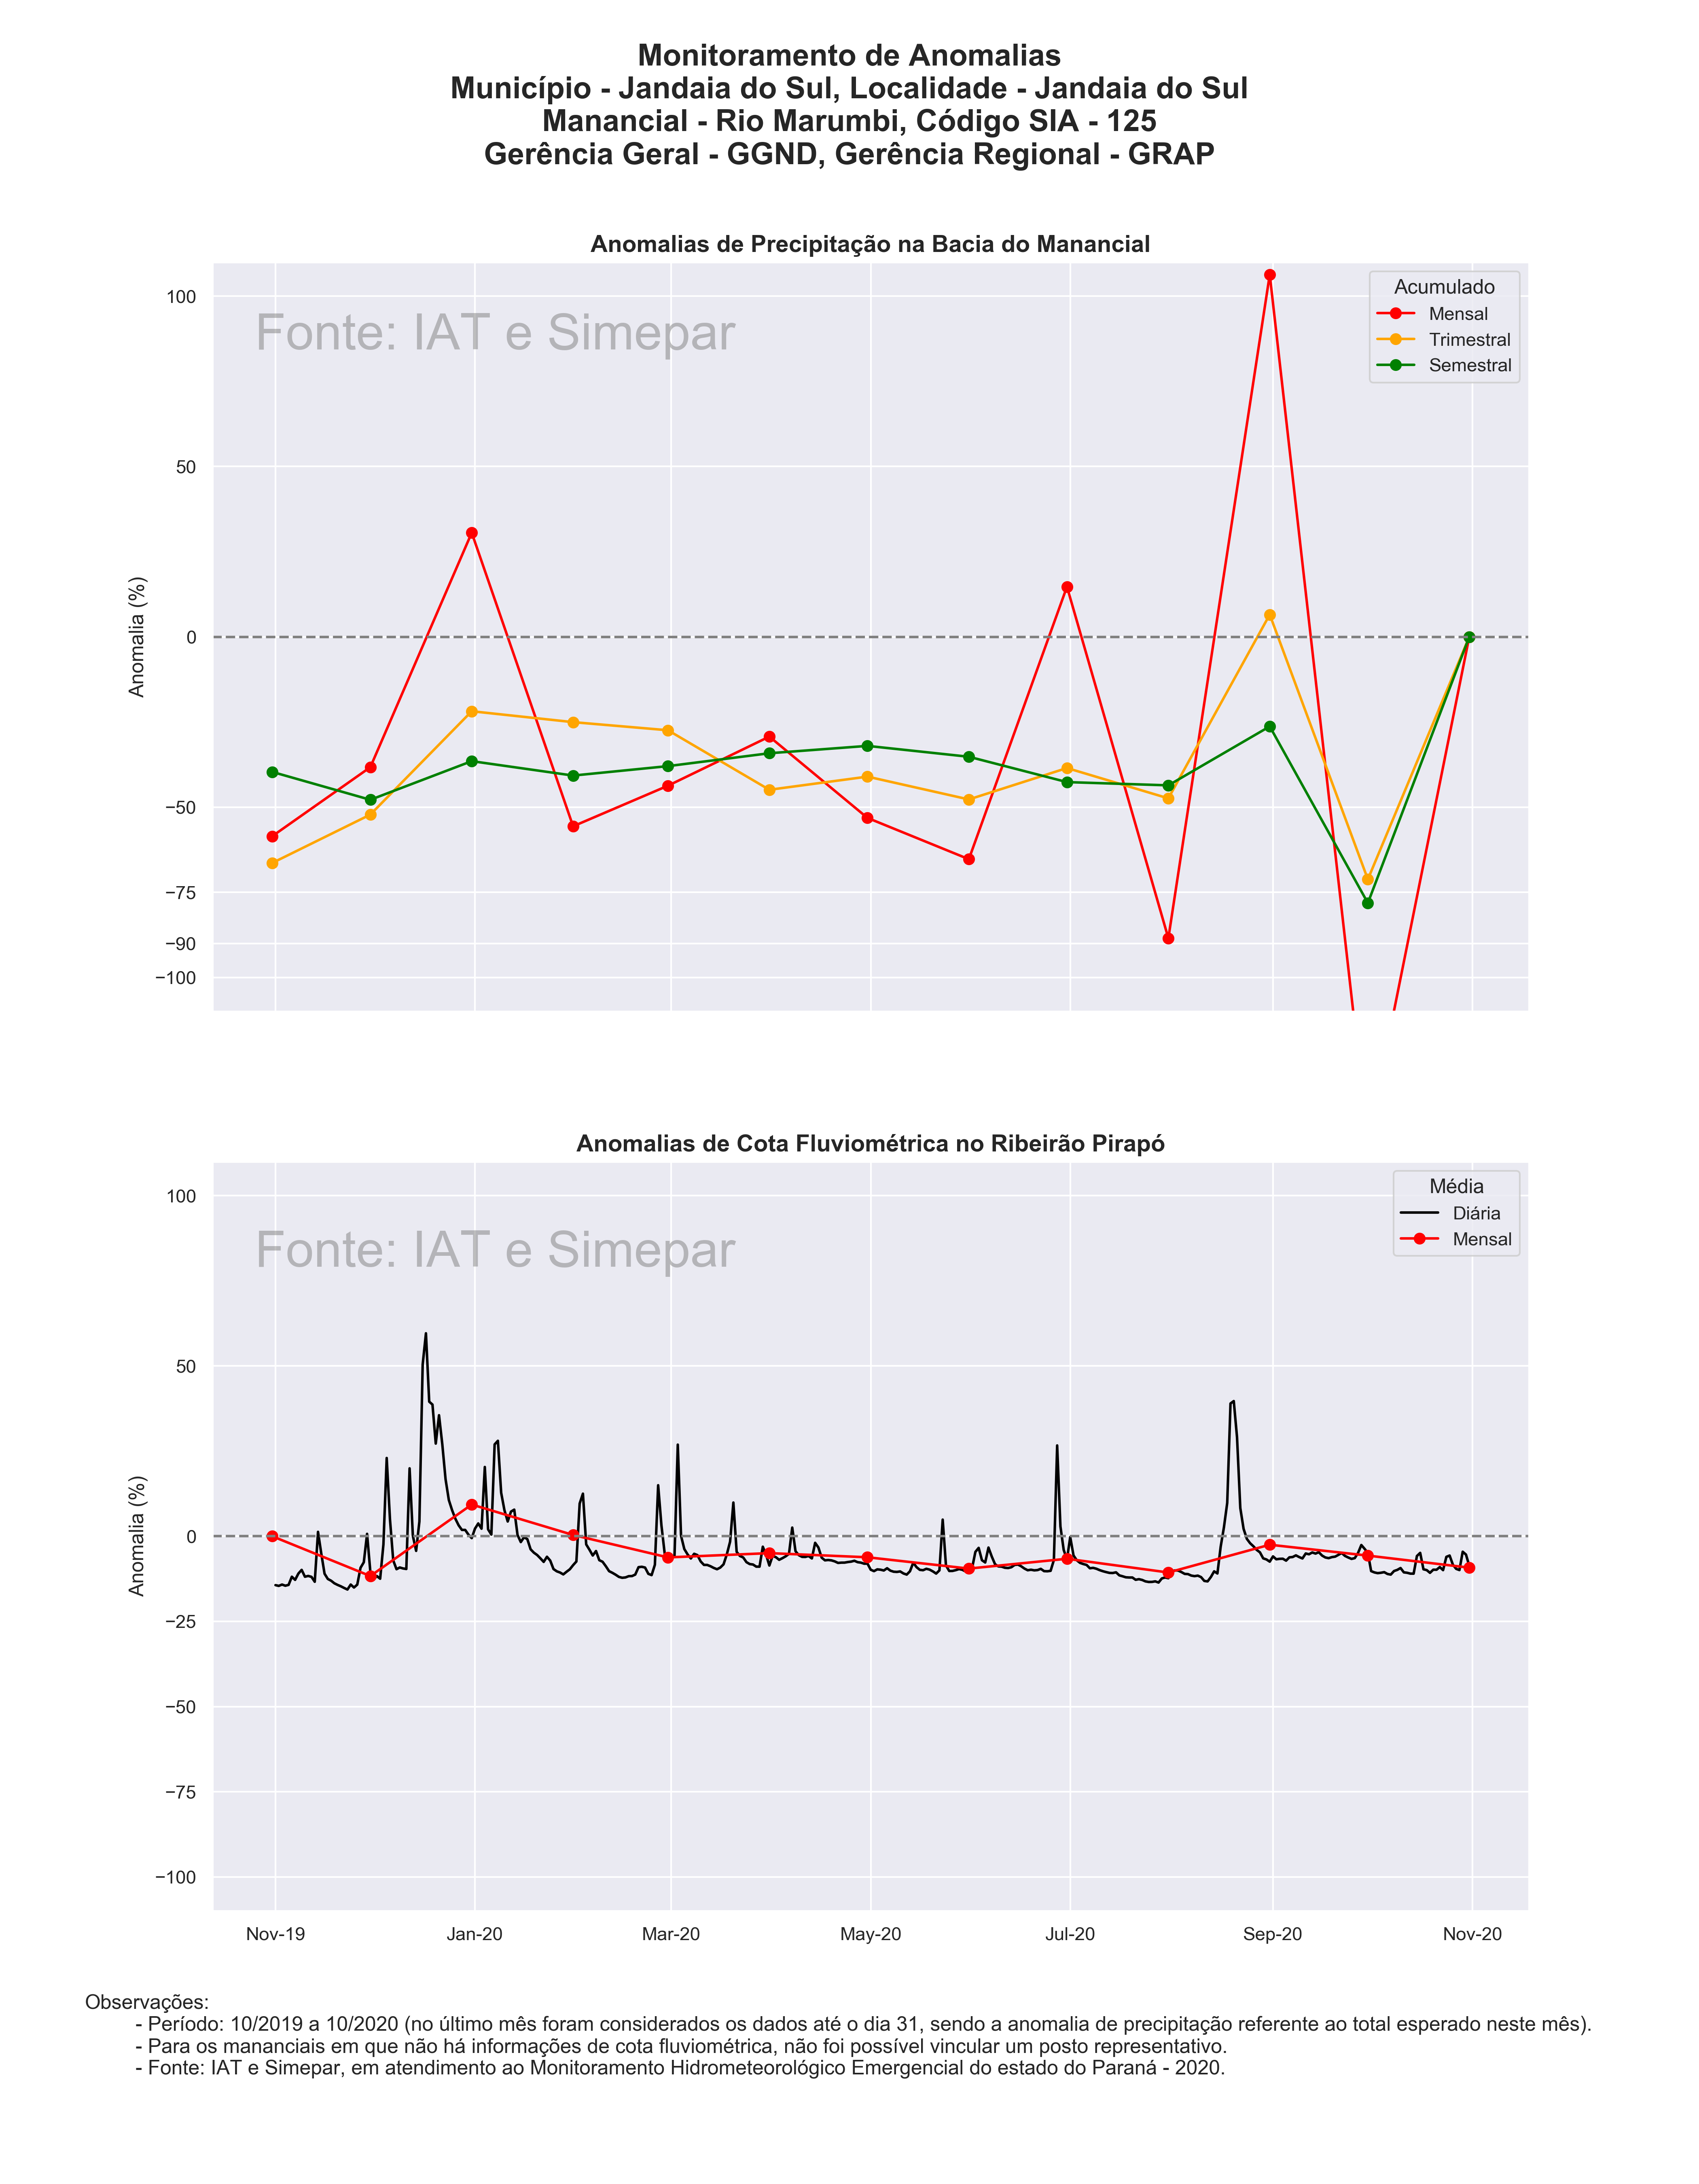 Monitoramento de Anomalias
Município - Jandaia do Sul, Localidade - Jandaia do Sul
Manancial - Rio Marumbi, Código SIA - 125
Gerência Geral - GGND, Gerência Regional - GRAP
Anomalias de Precipitação na Bacia do Manancial
Fonte: IAT e Simepar
Acumulado
Mensal
Trimestral
Semestral
Anomalia (%)
100
50
0
−50
−75
−90
−100
Anomalias de Cota Fluviométrica no Ribeirão Pirapó
Fonte: IAT e Simepar
Média
Diária
Mensal
Anomalia (%)
100
50
0
−25
−50
−75
−100
Nov-19 Jan-20 Mar-20 May-20 Jul-20 Sep-20 Nov-20
Observações:
- Período: 10/2019 a 10/2020 (no último mês foram considerados os dados até o dia 31, sendo a anomalia de precipitação referente ao total esperado neste mês).
- Para os mananciais em que não há informações de cota fluviométrica, não foi possível vincular um posto representativo.
- Fonte: IAT e Simepar, em atendimento ao Monitoramento Hidrometeorológico Emergencial do estado do Paraná - 2020.